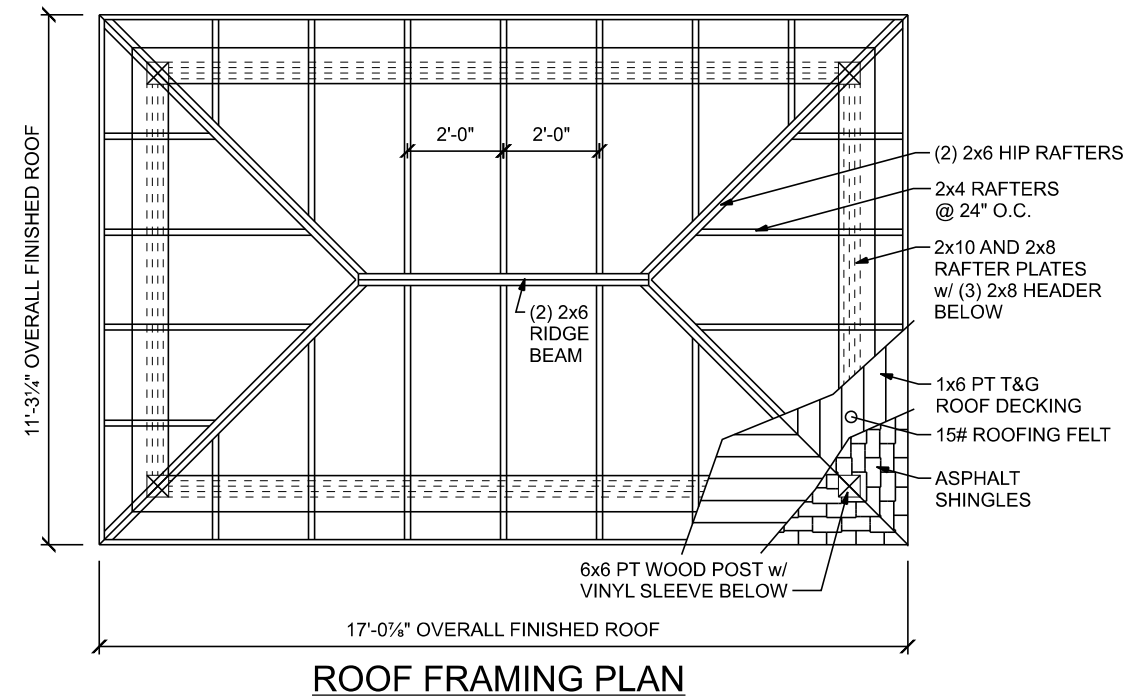 2'-0" 2'-0"
(2) 2x6 HIP RAFTERS
2x4 RAFTERS
@ 24" O.C.
2x10 AND 2x8
RAFTER PLATES
w/ (3) 2x8 HEADER
BELOW
11'-3¼" OVERALL FINISHED ROOF
(2) 2x6
RIDGE
BEAM
1x6 PT T&G
ROOF DECKING
15# ROOFING FELT
ASPHALT
SHINGLES
6x6 PT WOOD POST w/
VINYL SLEEVE BELOW
17'-0⅞" OVERALL FINISHED ROOF
ROOF FRAMING PLAN